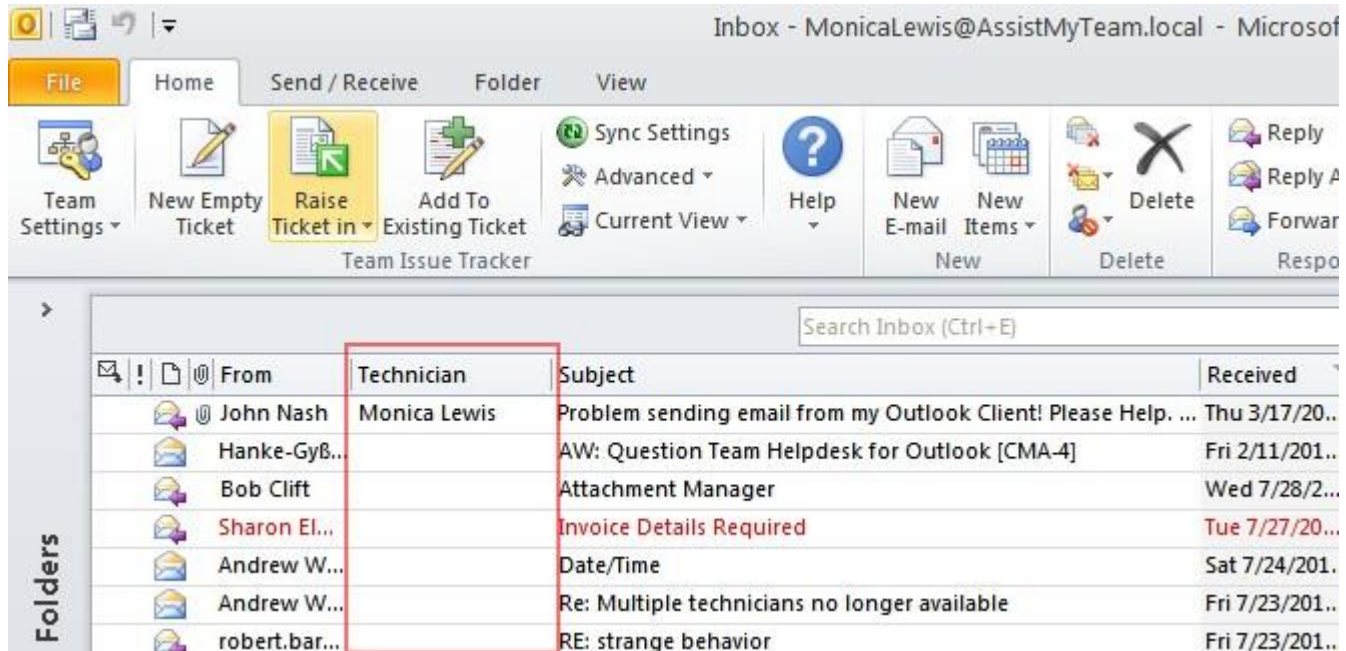 Inbox - MonicaLewis@AssistMyTeam.local - Microsof
File Home Send / Receive Folder View
Team Settings
New Empty Ticket
Raise Ticket in
Add To Existing Ticket
Sync Settings
Advanced
Current View
Help
New E-mail
New Items
Delete
Reply
Reply A
Forwar
Team Issue Tracker New Delete Respo
Search Inbox (Ctrl+E)
! From Technician Subject Received
John Nash Monica Lewis Problem sending email from my Outlook Client! Please Help. ... Thu 3/17/20...
Hanke-Gyß... AW: Question Team Helpdesk for Outlook [CMA-4] Fri 2/11/201...
Bob Clift Attachment Manager Wed 7/28/2...
Sharon El... Invoice Details Required Tue 7/27/20...
Andrew W... Date/Time Sat 7/24/201.
Andrew W... Re: Multiple technicians no longer available Fri 7/23/201...
robert.bar... RE: strange behavior Fri 7/23/201...
Folders